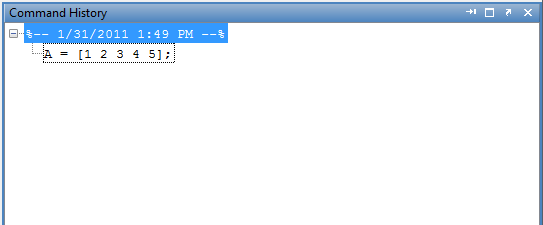 Command History
%-- 1/31/2011 1:49 PM --%
A = [1 2 3 4 5];